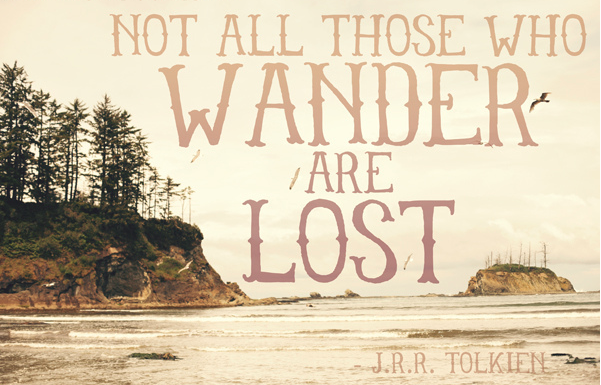 NOT ALL THOSE WHO
WANDER
ARE
LOST
J.R.R. TOLKIEN